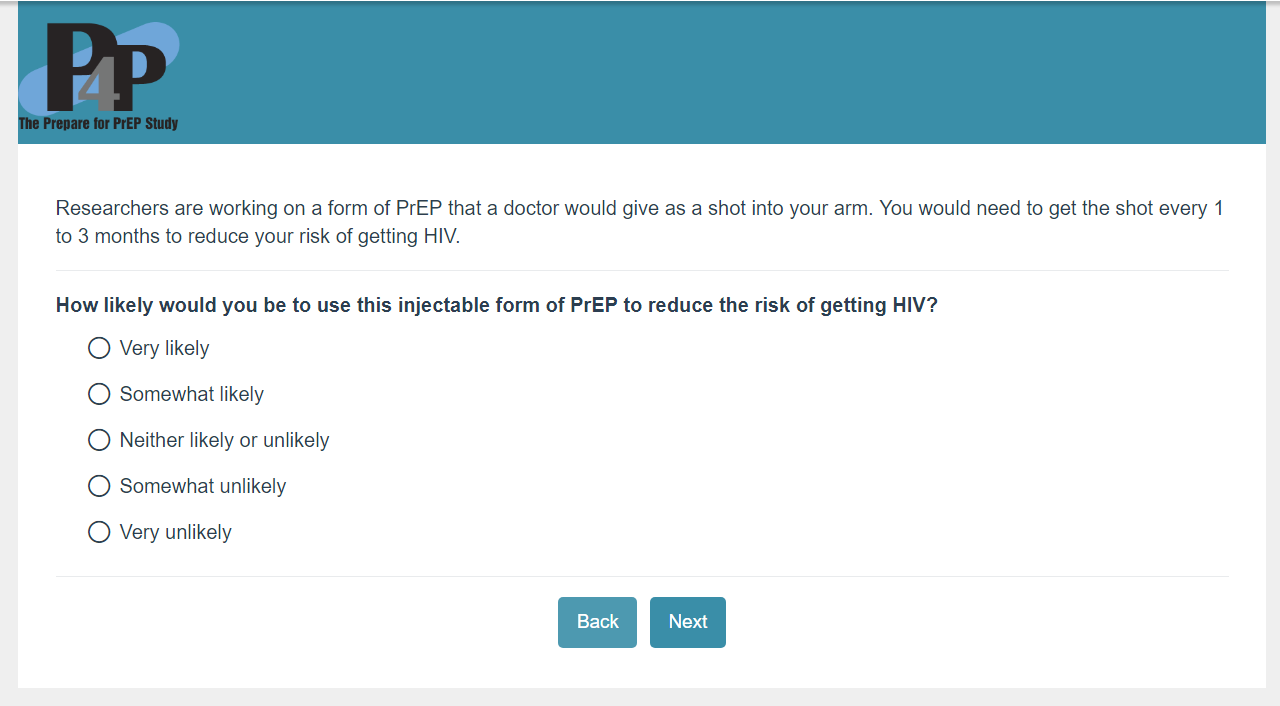 P4P
The Prepare for PrEP Study
Researchers are working on a form of PrEP that a doctor would give as a shot into your arm. You would need to get the shot every 1
to 3 months to reduce your risk of getting HIV.
How likely would you be to use this injectable form of PrEP to reduce the risk of getting HIV?
Very likely
Somewhat likely
Neither likely or unlikely
Somewhat unlikely
Very unlikely
Back Next